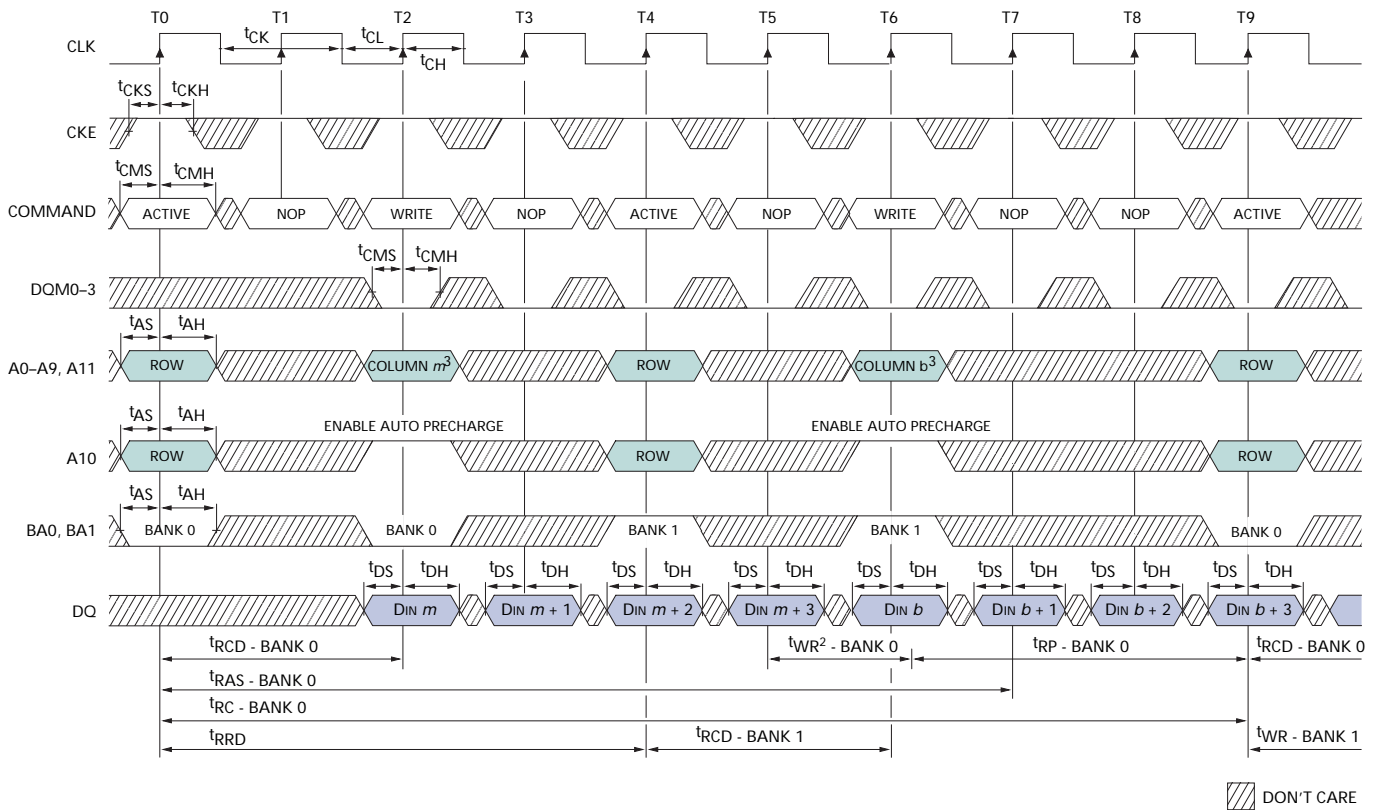 T0 T1 T2 T3 T4 T5 T6 T7 T8 T9
CLK tCK tCL tCH
tCKS tCKH
CKE
tCMS tCMH
COMMAND ACTIVE NOP WRITE NOP ACTIVE NOP WRITE NOP NOP ACTIVE
tCMS tCMH
DQM0–3
tAS tAH
A0–A9, A11 ROW COLUMN m3 ROW COLUMN b3 ROW
tAS tAH ENABLE AUTO PRECHARGE ENABLE AUTO PRECHARGE
A10 ROW ROW ROW
tAS tAH
BA0, BA1 BANK 0 BANK 0 BANK 1 BANK 1 BANK 0
tDS tDH tDS tDH tDS tDH tDS tDH tDS tDH tDS tDH tDS tDH tDS tDH
DQ DIN m DIN m + 1 DIN m + 2 DIN m + 3 DIN b DIN b + 1 DIN b + 2 DIN b + 3
tRCD - BANK 0 tWR2 - BANK 0 tRP - BANK 0 tRCD - BANK 0
tRAS - BANK 0
tRC - BANK 0
tRRD tRCD - BANK 1 tWR - BANK 1
DON'T CARE